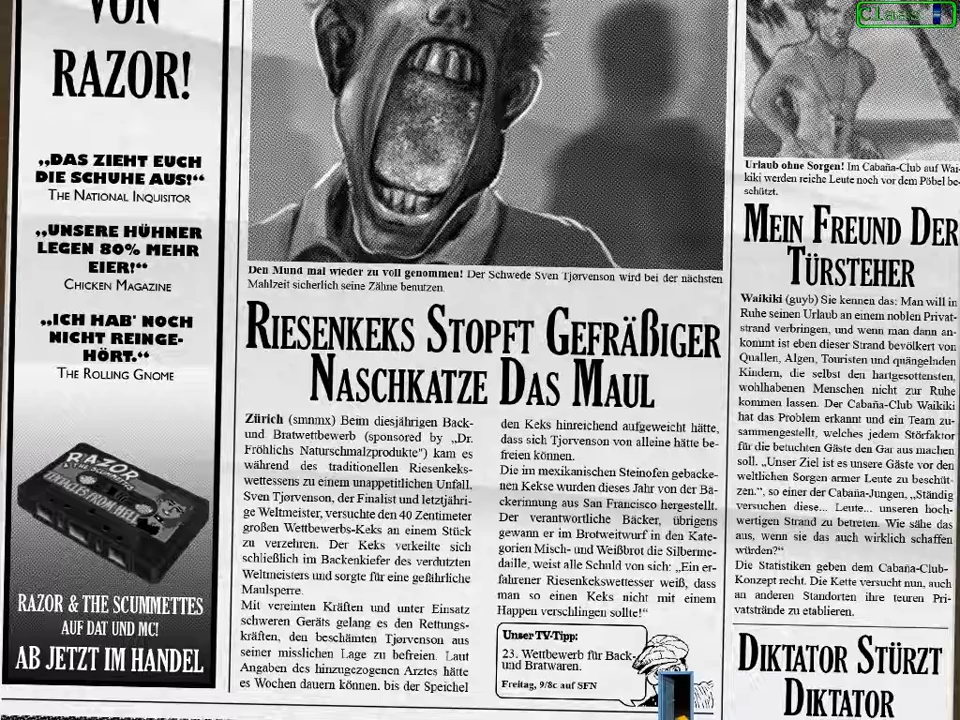 VON
RAZOR!
„DAS ZIEHT EUCH
DIE SCHUHE AUS!“
THE NATIONAL INQUISITOR
„UNSERE HÜHNER
LEGEN 80% MEHR
EIER!“
CHICKEN MAGAZINE
„ICH HAB' NOCH
NICHT REINGE-
HÖRT.“
THE ROLLING GNOME
RAZOR
RAZOR & THE SCUMMETTES
AUF DAT UND MC!
AB JETZT IM HANDEL
Den Mund mal wieder zu voll genommen! Der Schwede Sven Tjørvenson wird bei der nächsten
Mahlzeit sicherlich seine Zähne benutzen.
RIESENKEKS STOPFT GEFRÄßIGER
NASCHKATZE DAS MAUL
Zürich (smnmx) Beim diesjährigen Back-
und Bratwettbewerb (sponsored by „Dr.
Fröhlichs Naturschmalzprodukte“) kam es
während des traditionellen Riesenkeks-
wettessens zu einem unappetitlichen Unfall.
Sven Tjørvenson, der Finalist und letztjähri-
ge Weltmeister, versuchte den 40 Zentimeter
großen Wettbewerbs-Keks an einem Stück
zu verzehren. Der Keks verkeilte sich
schließlich im Backenkiefer des verdutzten
Weltmeisters und sorgte für eine gefährliche
Maulsperre.
Mit vereinten Kräften und unter Einsatz
schweren Geräts gelang es den Rettungs-
kräften, den beschämten Tjørvenson aus
seiner misslichen Lage zu befreien. Laut
Angaben des hinzugezogenen Arztes hätte
es Wochen dauern können, bis der Speichel
den Keks hinreichend aufgeweicht hätte,
dass sich Tjorvenson von alleine hätte be-
freien können.
Die im mexikanischen Steinofen gebacke-
nen Kekse wurden dieses Jahr von der Bä-
ckerinnung aus San Francisco hergestellt.
Der verantwortliche Bäcker, übrigens
gewann er im Brotweitwurf in den Kate-
gorien Misch- und Weißbrot die Silberme-
daille, weist alle Schuld von sich: „Ein er-
fahrener Riesenkekswettesser weiß, dass
man so einen Keks nicht mit einem
Happen verschlingen sollte!“
Unser TV-Tipp:
23. Wettbewerb für Back-
und Bratwaren.
Freitag, 9/8c auf SFN
Claas
Urlaub ohne Sorgen! Im Cabaña-Club auf Wai-
kiki werden reiche Leute noch vor dem Pöbel be-
schützt.
MEIN FREUND DER
TÜRSTEHER
Waikiki (guyb) Sie kennen das: Man will in
Ruhe seinen Urlaub an einem noblen Privat-
strand verbringen, und wenn man dann an-
kommt ist eben dieser Strand bevölkert von
Quallen, Algen, Touristen und quängelnden
Kindern, die selbst den hartgesottensten,
wohlhabenen Menschen nicht zur Ruhe
kommen lassen. Der Cabaña-Club Waikiki
hat das Problem erkannt und ein Team zu-
sammengestellt, welches jedem Störfaktor
für die betuchten Gäste den Gar aus machen
soll. „Unser Ziel ist es unsere Gäste vor den
weltlichen Sorgen armer Leute zu beschüt-
zen.“, so einer der Cabaña-Jungen, „Ständig
versuchen diese... Leute... unseren hoch-
wertigen Strand zu betreten. Wie sähe das
aus, wenn sie das auch wirklich schaffen
würden?“
Die Statistiken geben dem Cabaña-Club-
Konzept recht. Die Kette versucht nun, auch
an anderen Standorten ihre teuren Pri-
vatstrände zu etablieren.
DIKTATOR STÜRZT
DIKTATOR